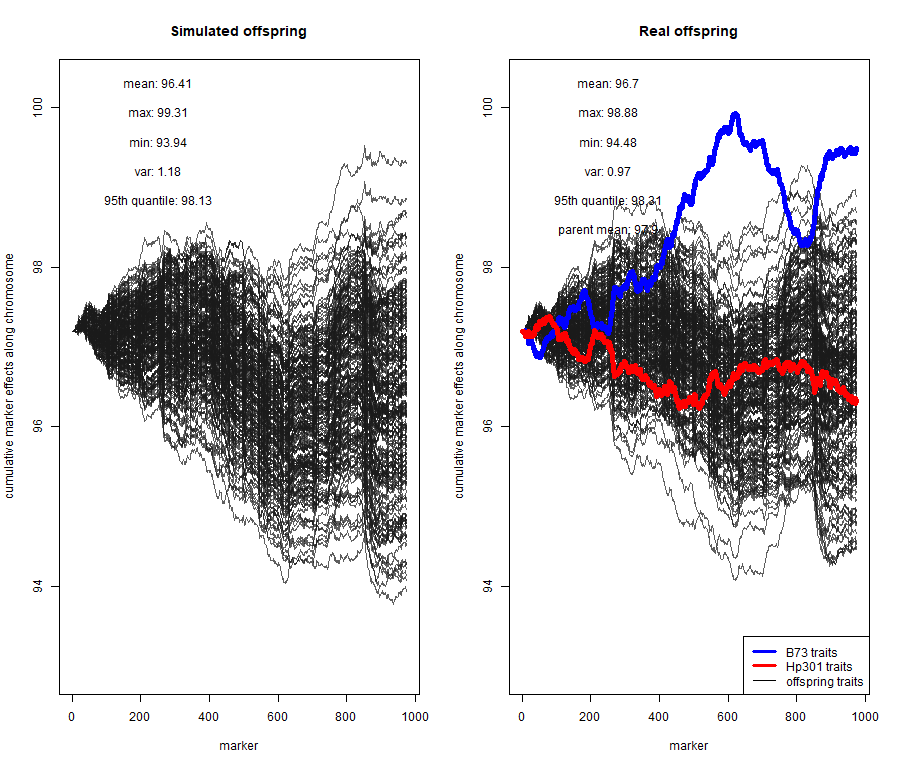 Simulated offspring
mean: 96.41
max: 99.31
min: 93.94
var: 1.18
95th quantile: 98.13
cumulative marker effects along chromosome
94
96
98
100
0
200
400
600
800
1000
marker
Real offspring
mean: 96.7
max: 98.88
min: 94.48
var: 0.97
95th quantile: 98.31
parent mean:
cumulative marker effects along chromosome
94
96
98
100
0
200
400
600
800
1000
marker
B73 traits
Hp301 traits
offspring traits